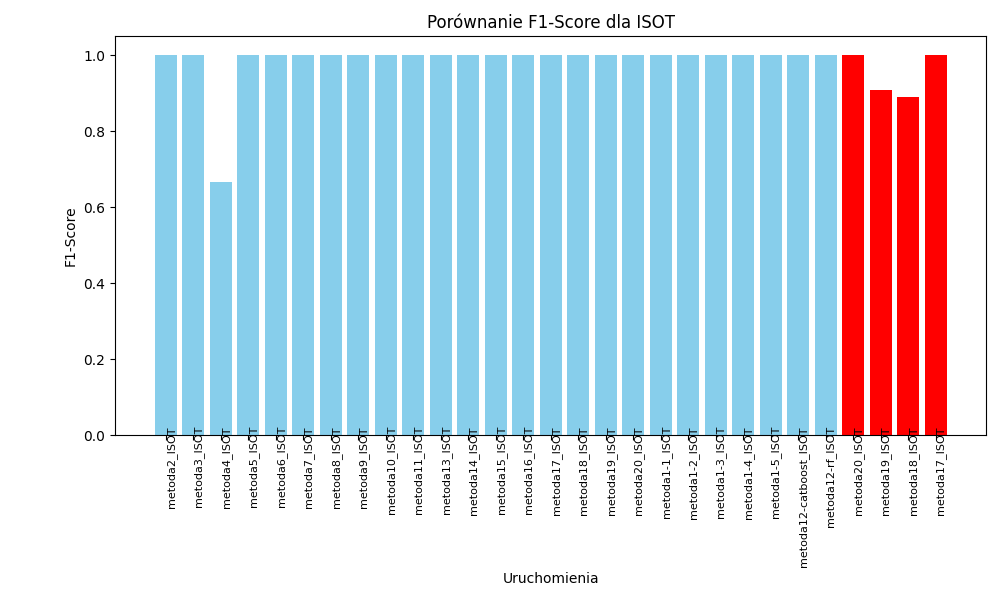 Porównanie F1-Score dla ISOT
F1-Score
1.0
0.8
0.6
0.4
0.2
0.0
metoda2_ISOT
metoda3_ISOT
metoda4_ISOT
metoda5_ISOT
metoda6_ISOT
metoda7_ISOT
metoda8_ISOT
metoda9_ISOT
metoda10_ISOT
metoda11_ISOT
metoda13_ISOT
metoda14_ISOT
metoda15_ISOT
metoda16_ISOT
metoda17_ISOT
metoda18_ISOT
metoda19_ISOT
metoda20_ISOT
metoda1-1_ISOT
metoda1-2_ISOT
metoda1-3_ISOT
metoda1-4_ISOT
metoda1-5_ISOT
metoda12-catboost_ISOT
metoda12-rf_ISOT
metoda20_ISOT
metoda19_ISOT
metoda18_ISOT
metoda17_ISOT
Uruchomienia